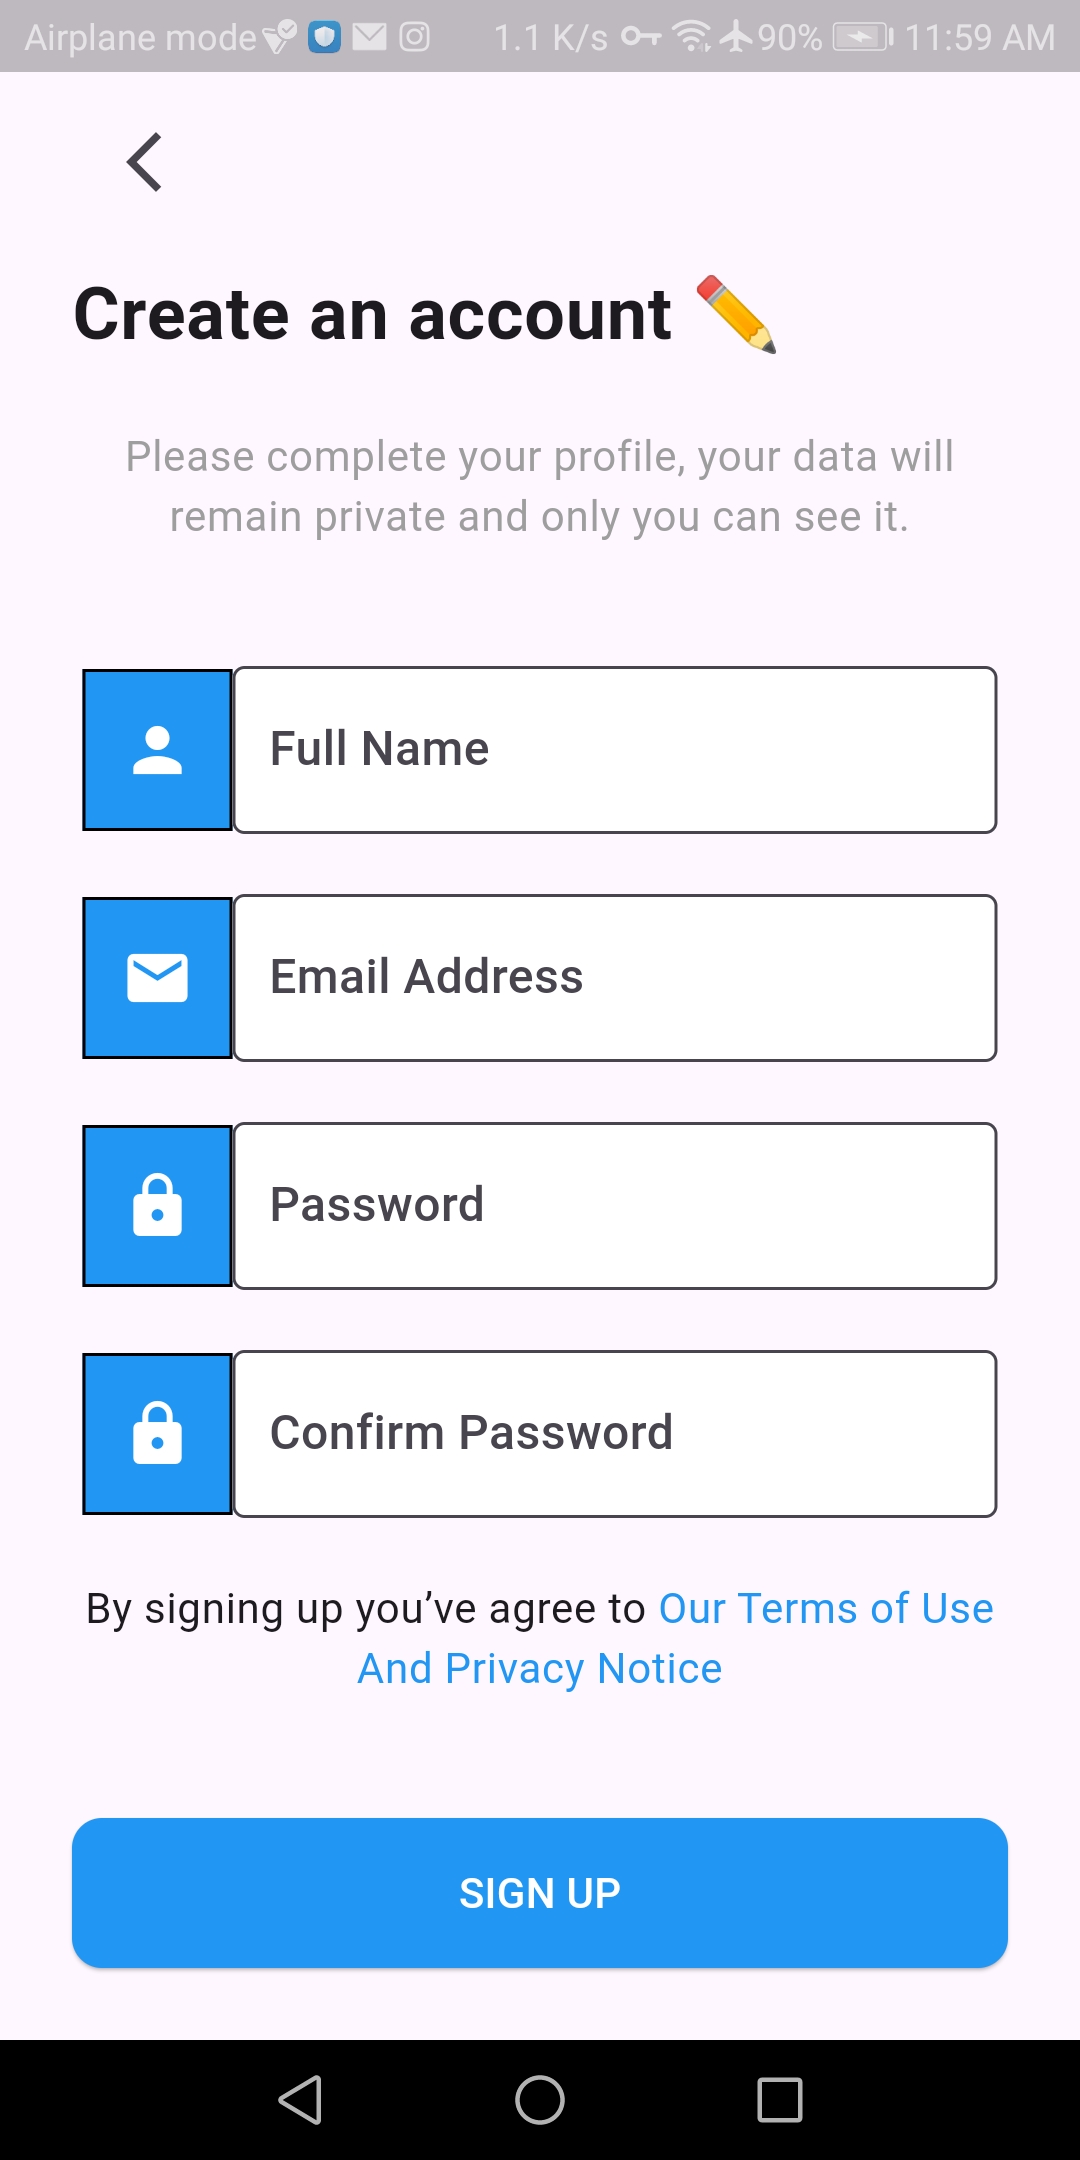 Airplane mode 1.1 K/s 90% 11:59 AM
Create an account
Please complete your profile, your data will
remain private and only you can see it.
Full Name
Email Address
Password
Confirm Password
By signing up you’ve agree to Our Terms of Use
And Privacy Notice
SIGN UP